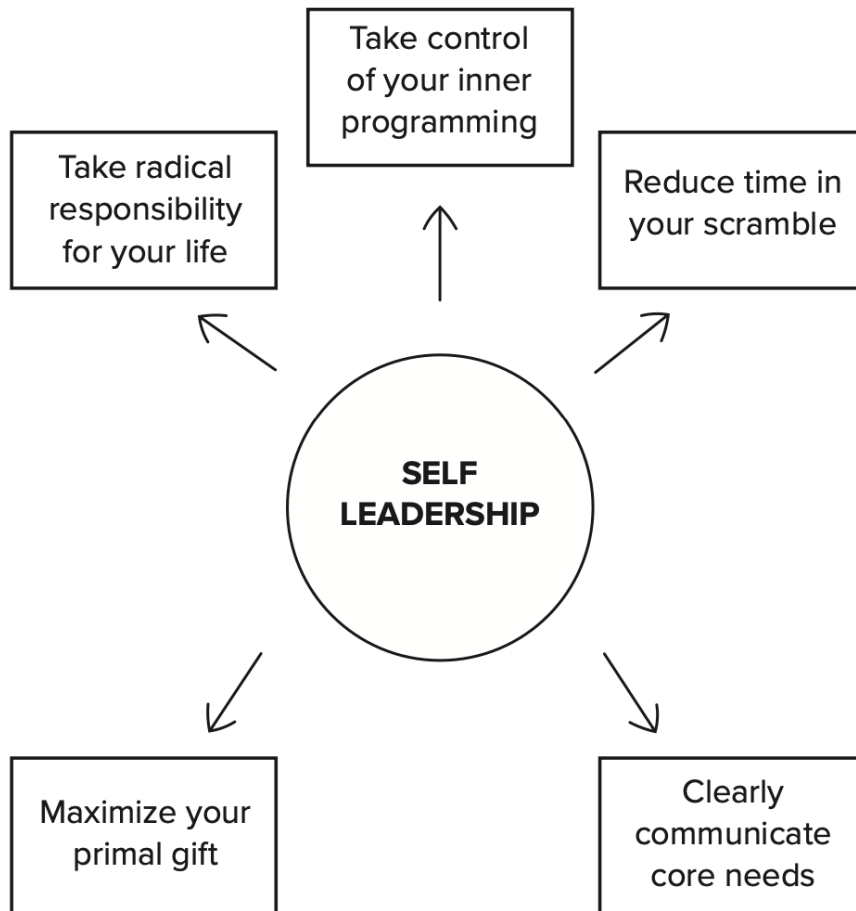 Take control
of your inner
programming
Take radical
responsibility
for your life
Reduce time in
your scramble
SELF
LEADERSHIP
Maximize your
primal gift
Clearly
communicate
core needs